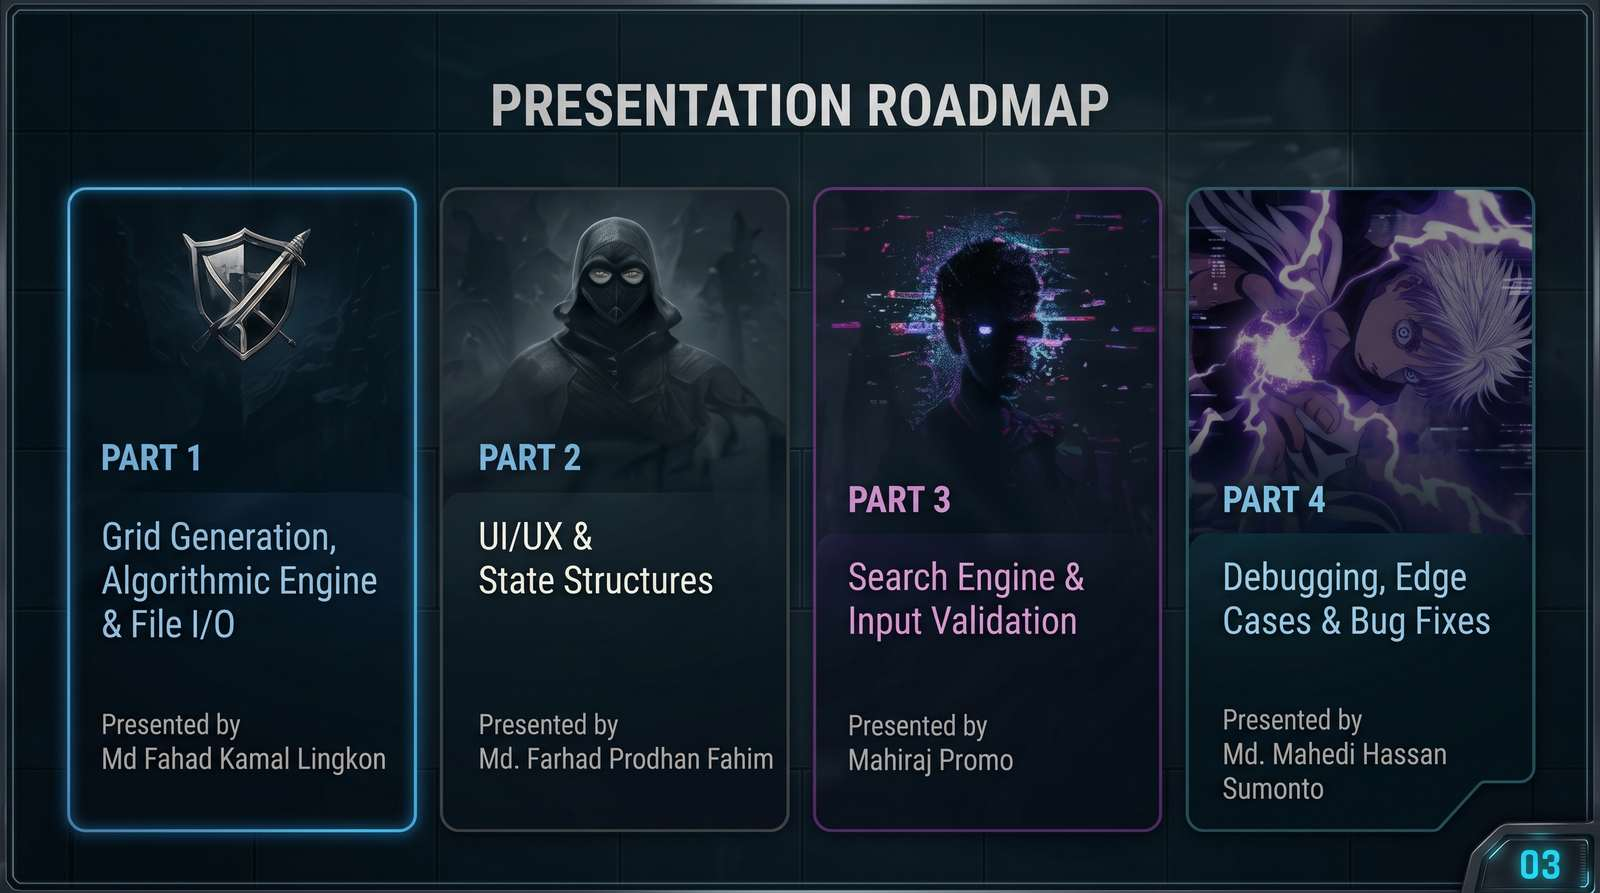 PRESENTATION ROADMAP
PART 1
Grid Generation,
Algorithmic Engine
& File I/O
Presented by
Md Fahad Kamal Lingkon
PART 2
UI/UX &
State Structures
Presented by
Md. Farhad Prodhan Fahim
PART 3
Search Engine &
Input Validation
Presented by
Mahiraj Promo
PART 4
Debugging, Edge
Cases & Bug Fixes
Presented by
Md. Mahedi Hassan
Sumonto
03